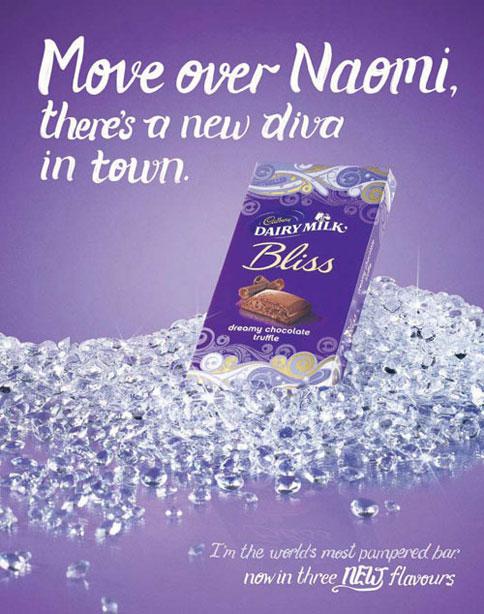 Move over Naomi,
there's a new diva
in town.
Cadbury
DAIRY MILK
Bliss
dreamy chocolate
truffle
I'm the world's most pampered bar,
now in three NEW flavours